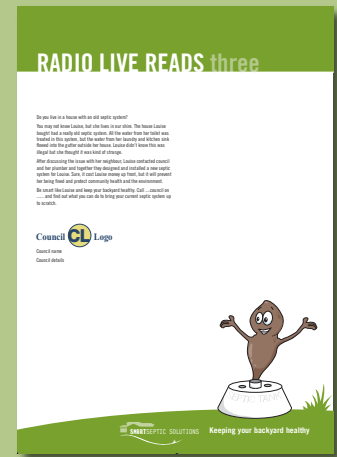 RADIO LIVE READS three
Do you live in a house with an old septic system?
You may not know Louise, but she lives in our shire. The house Louise
bought had a really old septic system. All the water from her toilet was
treated in this system, but the water from her laundry and kitchen sink
flowed into the gutter outside her house. Louise didn't know this was
illegal but she thought it was kind of strange.
After discussing the issue with her neighbour, Louise contacted council
and her plumber and together they designed and installed a new septic
system for Louise. Sure, it cost Louise money up front, but it will prevent
her being fined and protect community health and the environment.
Be smart like Louise and keep your backyard healthy. Call ....council on
...... and find out what you can do to bring your current septic system up
to scratch.
Council CL Logo
Council name
Council details
SEPTIC TANK
SMARTSEPTIC SOLUTIONS Keeping your backyard healthy